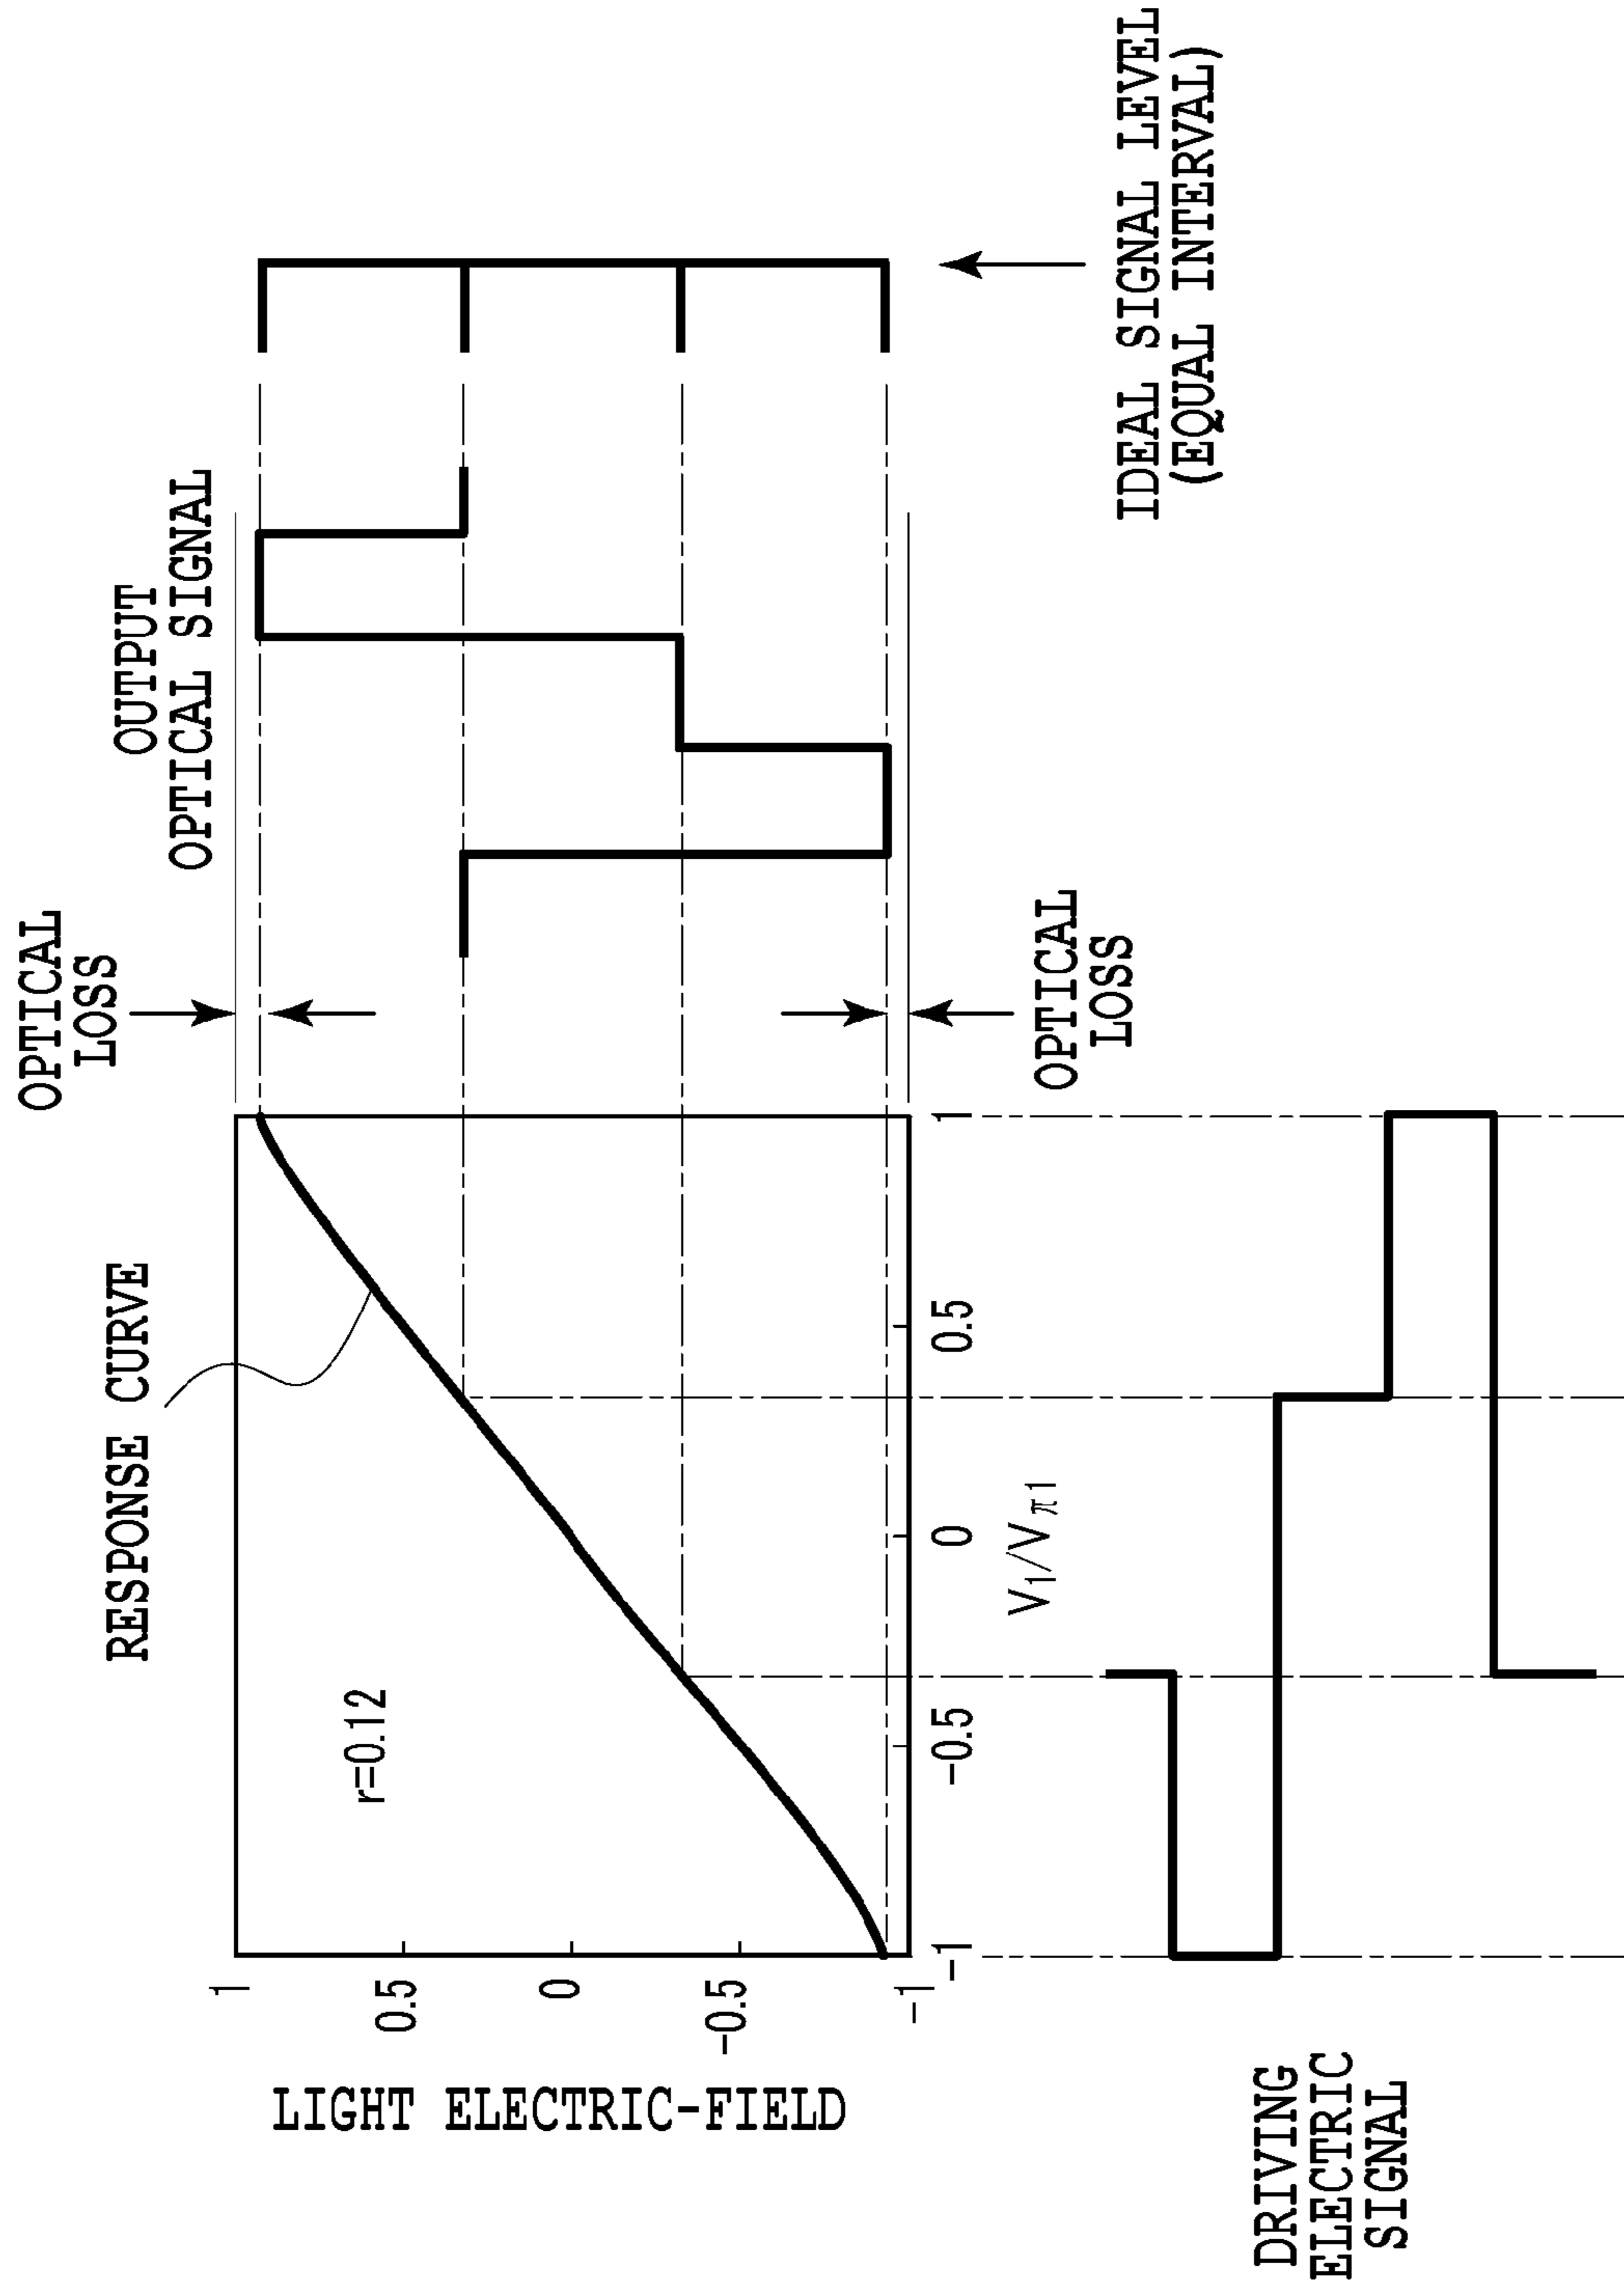 OPTICAL
LOSS
OUTPUT
OPTICAL SIGNAL
RESPONSE CURVE
r=0.12
1
0.5
0
-0.5
-1
LIGHT ELECTRIC-FIELD
-1
-0.5
0
0.5
1
V1/Vπ1
OPTICAL
LOSS
IDEAL SIGNAL LEVEL
(EQUAL INTERVAL)
DRIVING
ELECTRIC
SIGNAL